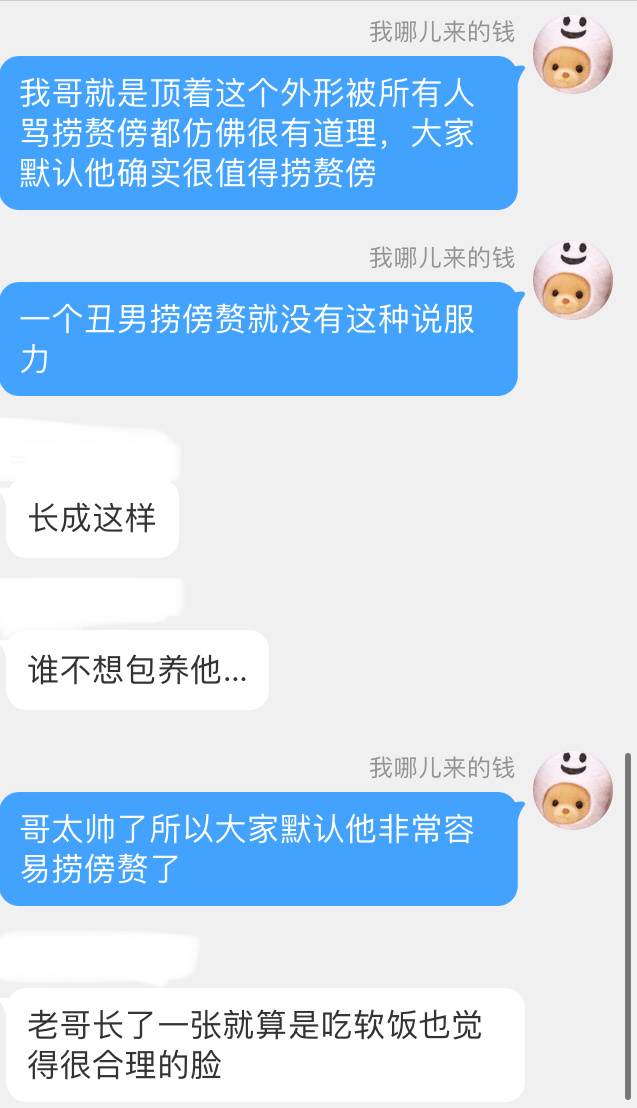 我哪儿来的钱
我哥就是顶着这个外形被所有人
骂捞赘傍都仿佛很有道理，大家
默认他确实很值得捞赘傍
我哪儿来的钱
一个丑男捞傍赘就没有这种说服
力
长成这样
谁不想包养他...
我哪儿来的钱
哥太帅了所以大家默认他非常容
易捞傍赘了
老哥长了一张就算是吃软饭也觉
得很合理的脸